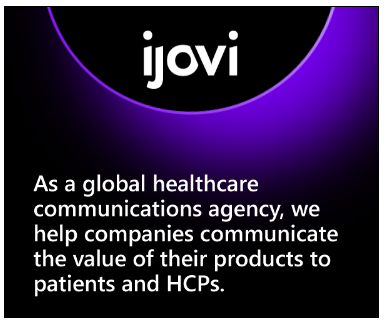 ijovi
As a global healthcare
communications agency, we
help companies communicate
the value of their products to
patients and HCPs.